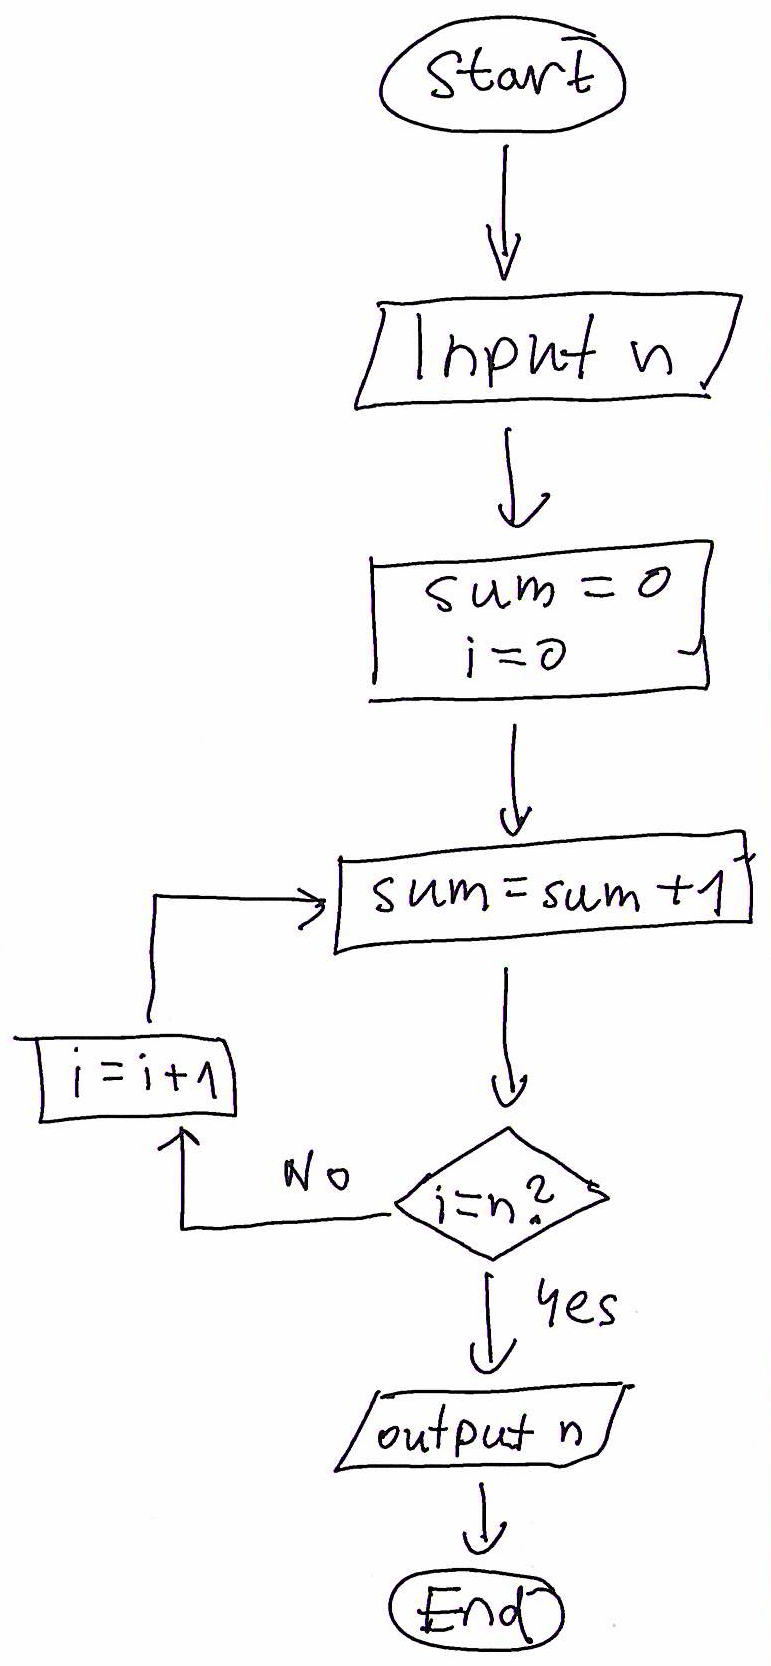 Start
Input n
sum = 0
i = 0
sum = sum + 1
i = i + 1
No
i = n?
Yes
output n
End